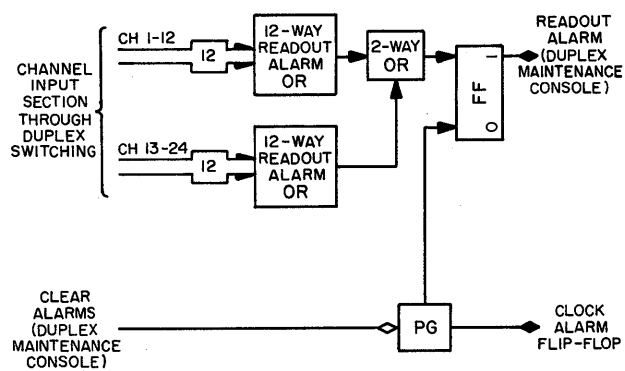 CHANNEL
INPUT
SECTION
THROUGH
DUPLEX
SWITCHING
CH 1-12
12
12-WAY
READOUT
ALARM
OR
2-WAY
OR
FF
1
0
READOUT
ALARM
(DUPLEX
MAINTENANCE
CONSOLE)
CH 13-24
12
12-WAY
READOUT
ALARM
OR
CLEAR
ALARMS
(DUPLEX
MAINTENANCE
CONSOLE)
PG
CLOCK
ALARM
FLIP-FLOP